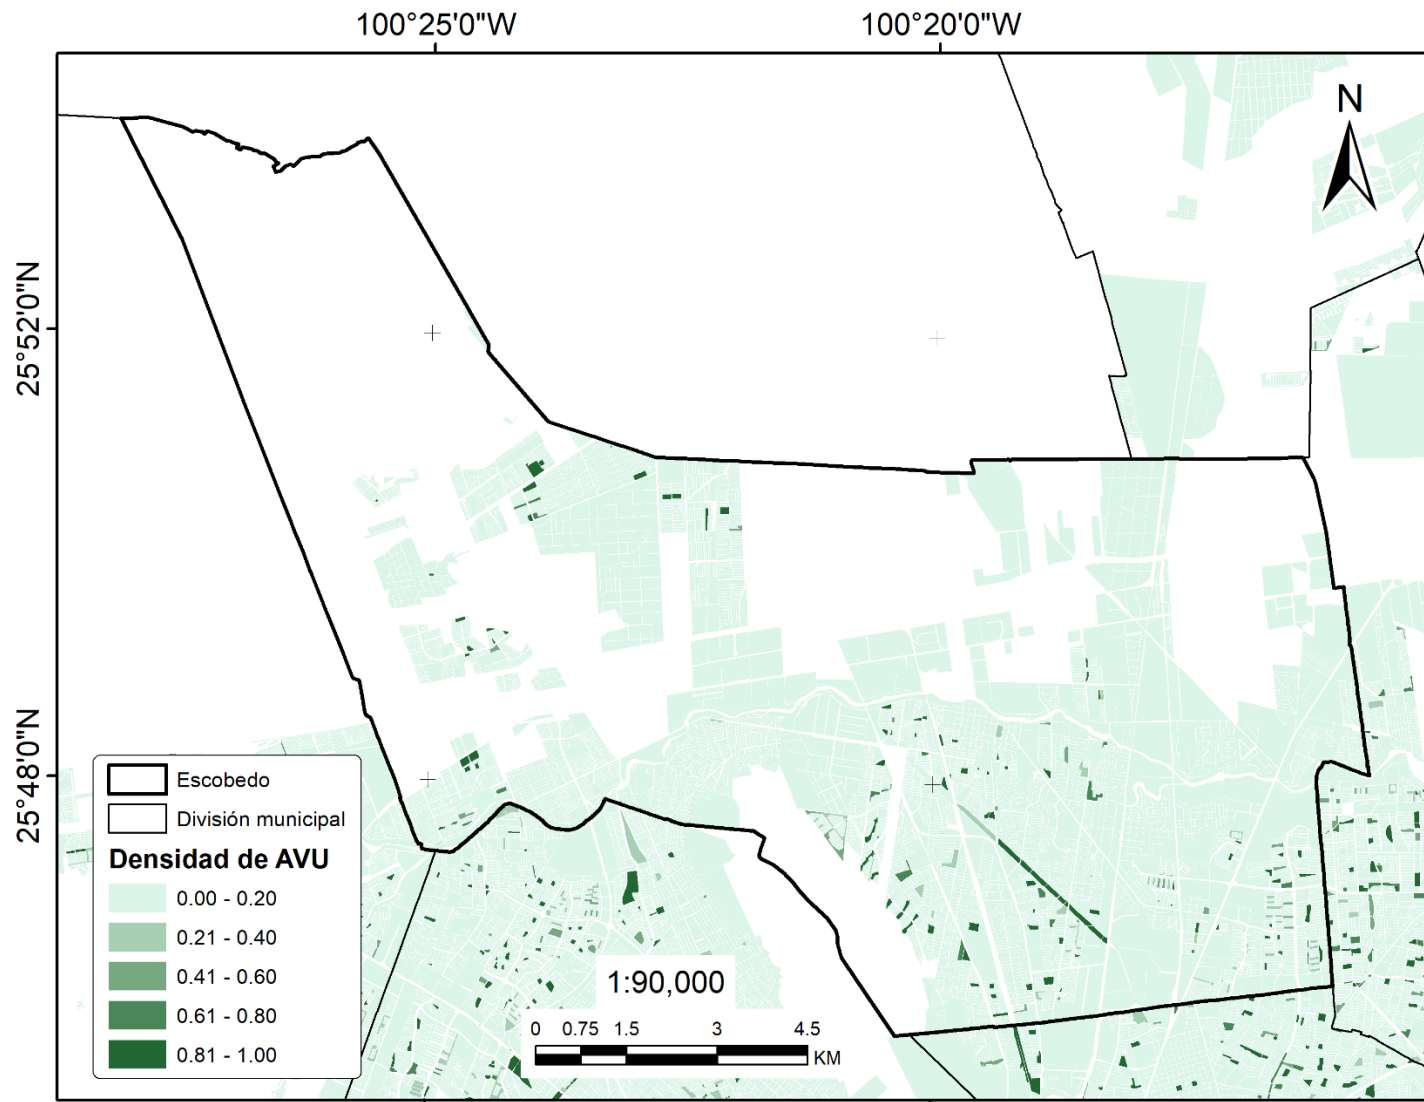 100°25'0"W 100°20'0"W
N
25°52'0"N
25°48'0"N
Escobedo
División municipal
Densidad de AVU
0.00 - 0.20
0.21 - 0.40
0.41 - 0.60
0.61 - 0.80
0.81 - 1.00
1:90,000
0 0.75 1.5 3 4.5
KM